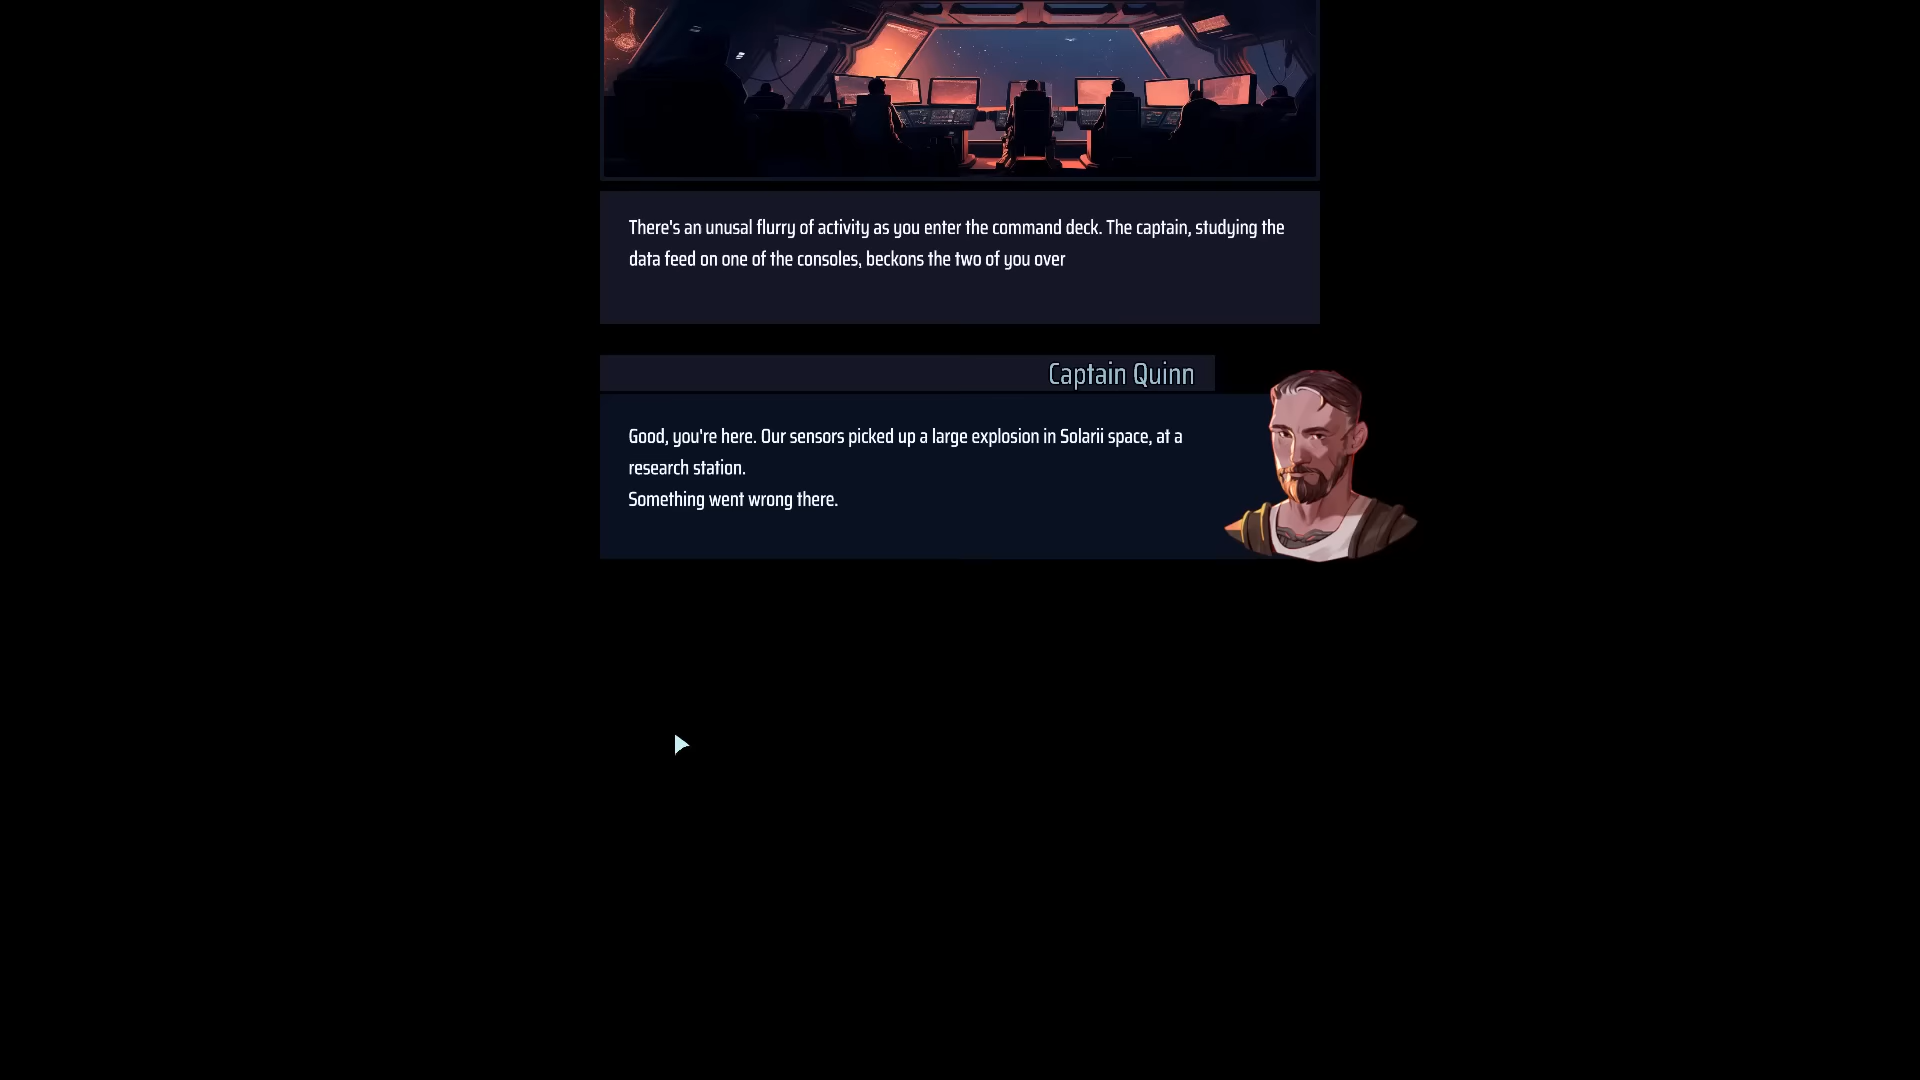 There's an unusal flurry of activity as you enter the command deck. The captain, studying the
data feed on one of the consoles, beckons the two of you over
Captain Quinn
Good, you're here. Our sensors picked up a large explosion in Solarii space, at a
research station.
Something went wrong there.